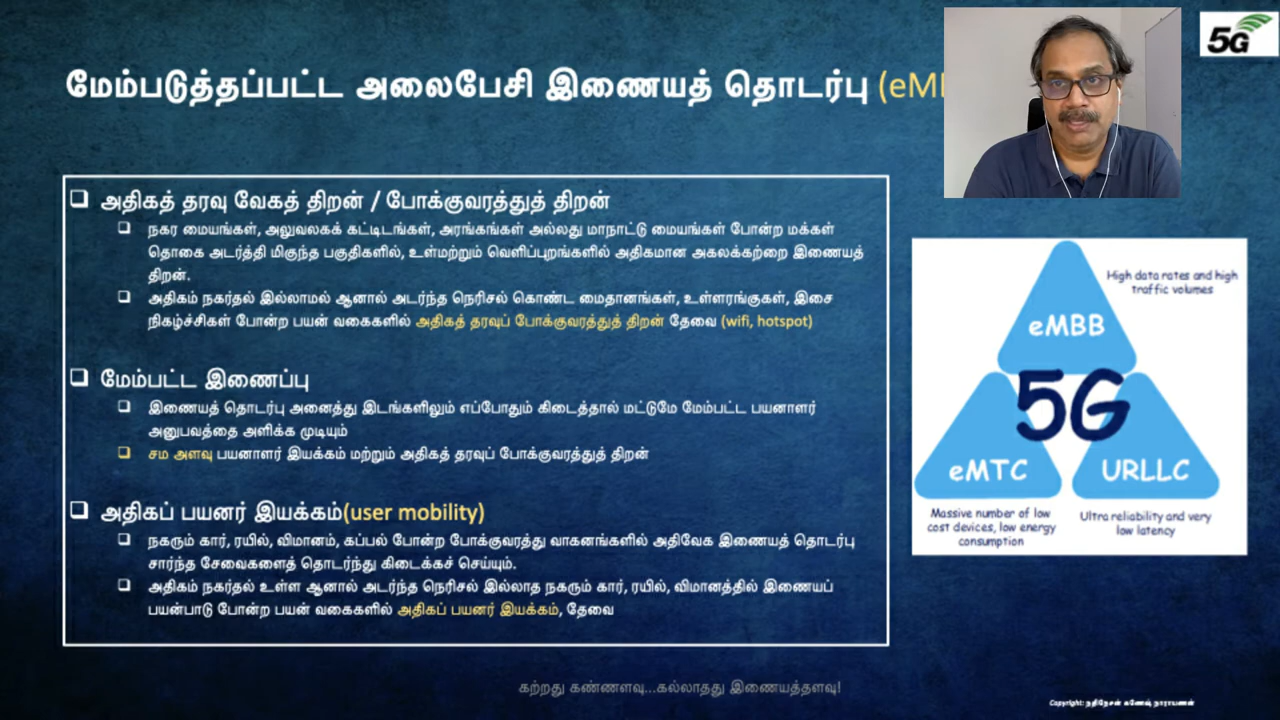 மேம்படுத்தப்பட்ட அலைபேசி இணையத் தொடர்பு (eM
5G
அதிகத் தரவு வேகத் திறன் / போக்குவரத்துத் திறன்
நகர மையங்கள், அலுவலகக் கட்டிடங்கள், அரங்கங்கள் அல்லது மாநாட்டு மையங்கள் போன்ற மக்கள்
தொகை அடர்த்தி மிகுந்த பகுதிகளில், உள்மற்றும் வெளிப்புறங்களில் அதிகமான அகலக்கற்றை இணையத்
திறன்.
அதிகம் நகர்தல் இல்லாமல் ஆனால் அடர்ந்த நெரிசல் கொண்ட மைதானங்கள், உள்ளரங்குகள், இசை
நிகழ்ச்சிகள் போன்ற பயன் வகைகளில் அதிகத் தரவுப் போக்குவரத்துத் திறன் தேவை (wifi, hotspot)
மேம்பட்ட இணைப்பு
இணையத் தொடர்பு அனைத்து இடங்களிலும் எப்போதும் கிடைத்தால் மட்டுமே மேம்பட்ட பயனாளர்
அனுபவத்தை அளிக்க முடியும்
சம அளவு பயனாளர் இயக்கம் மற்றும் அதிகத் தரவுப் போக்குவரத்துத் திறன்
அதிகப் பயனர் இயக்கம்(user mobility)
நகரும் கார், ரயில், விமானம், கப்பல் போன்ற போக்குவரத்து வாகனங்களில் அதிவேக இணையத் தொடர்பு
சார்ந்த சேவைகளைத் தொடர்ந்து கிடைக்கச் செய்யும்.
அதிகம் நகர்தல் உள்ள ஆனால் அடர்ந்த நெரிசல் இல்லாத நகரும் கார், ரயில், விமானத்தில் இணையப்
பயன்பாடு போன்ற பயன் வகைகளில் அதிகப் பயனர் இயக்கம், தேவை
High data rates and high
traffic volumes
eMBB
5G
eMTC
URLLC
Massive number of low
cost devices, low energy
consumption
Ultra reliability and very
low latency
கற்றது கண்ணளவு...கல்லாதது இணையத்தளவு!
Copyright: நதிநேசன் கணேஷ் நாராயணன்